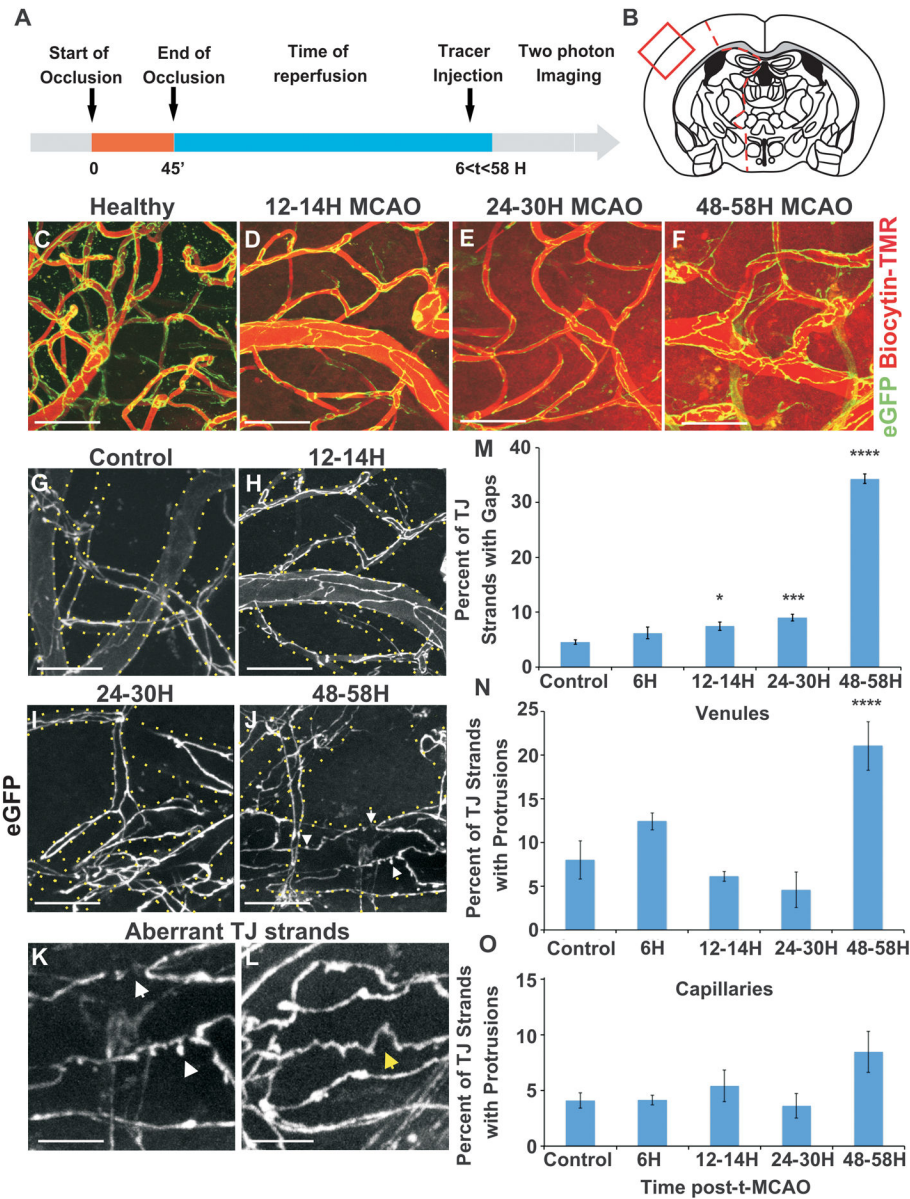 A
Start of Occlusion
End of Occlusion
Time of reperfusion
Tracer Injection
Two photon Imaging
0
45’
6<t<58 H
B
Healthy
12-14H MCAO
24-30H MCAO
48-58H MCAO
C
D
E
F
eGFP Biocytin-TMR
Control
12-14H
G
H
24-30H
48-58H
I
J
eGFP
Aberrant TJ strands
K
L
M
Percent of TJ Strands with Gaps
40
30
20
10
0
*
***
****
Control
6H
12-14H
24-30H
48-58H
N
Venules
Percent of TJ Strands with Protrusions
25
20
15
10
5
0
****
Control
6H
12-14H
24-30H
48-58H
O
Capillaries
Percent of TJ Strands with Protrusions
15
10
5
0
Control
6H
12-14H
24-30H
48-58H
Time post-t-MCAO